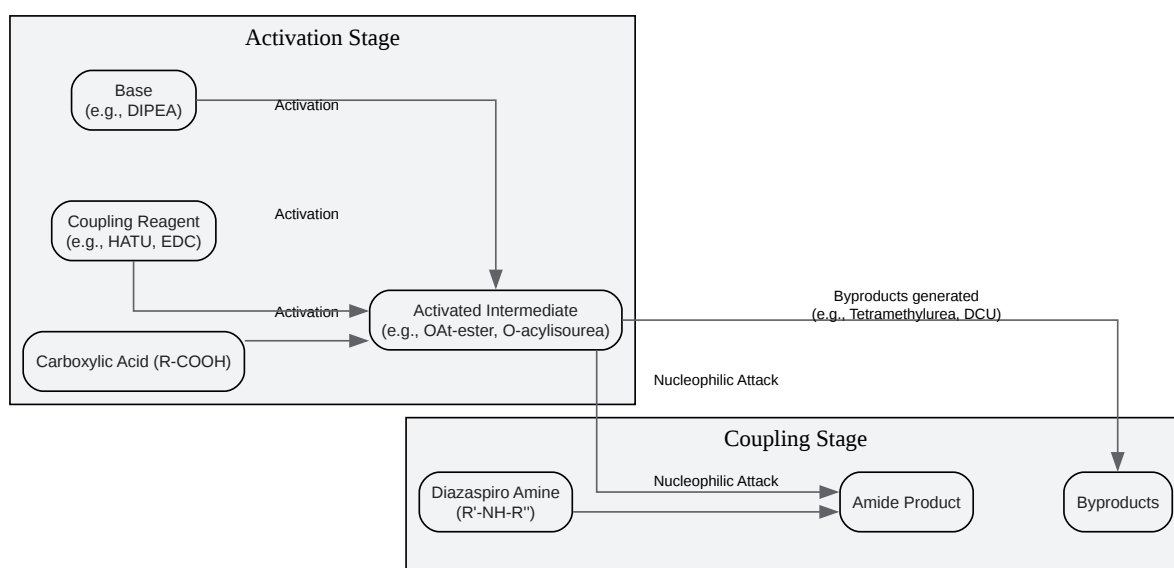 Activation Stage
Base
(e.g., DIPEA)
Activation
Coupling Reagent
(e.g., HATU, EDC)
Activation
Activation
Activated Intermediate
(e.g., OAt-ester, O-acylisourea)
Carboxylic Acid (R-COOH)
Byproducts generated
(e.g., Tetramethylurea, DCU)
Nucleophilic Attack
Coupling Stage
Diazaspiro Amine
(R'-NH-R'')
Nucleophilic Attack
Amide Product
Byproducts